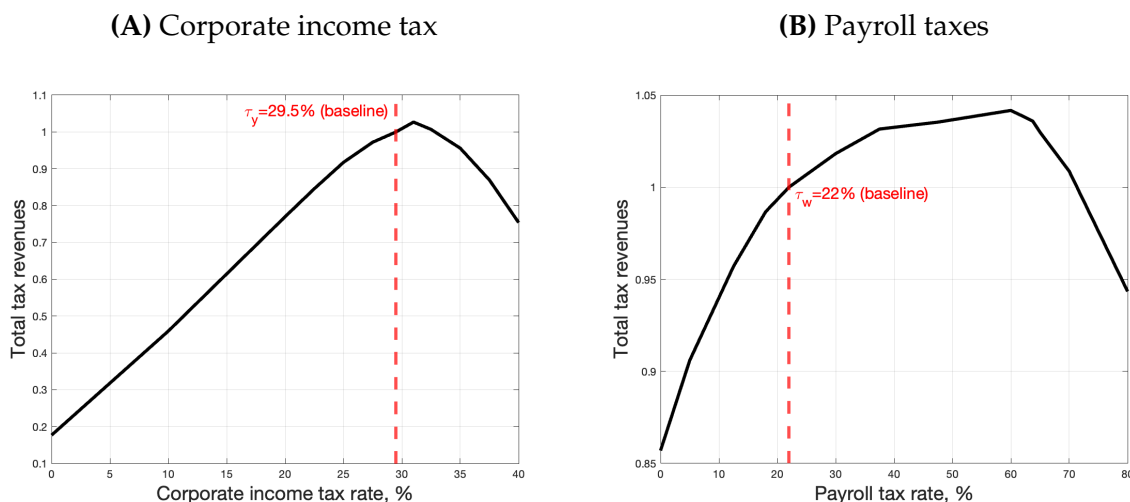 (A) Corporate income tax
1.1
1
0.9
0.8
0.7
0.6
0.5
0.4
0.3
0.2
0.1
Total tax revenues
τy=29.5% (baseline)
0 5 10 15 20 25 30 35 40
Corporate income tax rate, %
(B) Payroll taxes
1.05
1
0.95
0.9
0.85
Total tax revenues
τw=22% (baseline)
0 10 20 30 40 50 60 70 80
Payroll tax rate, %